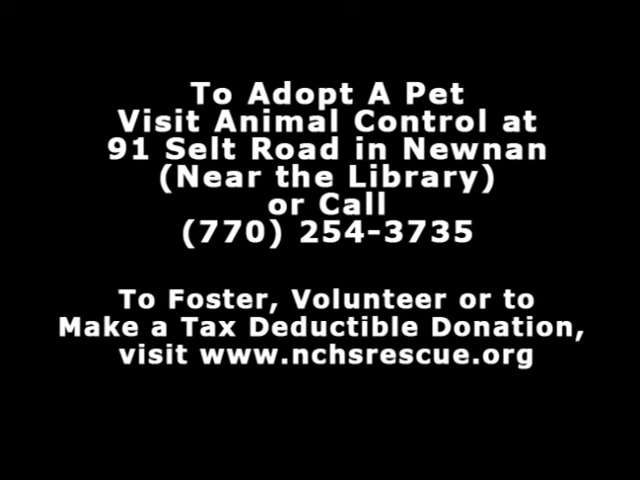 To Adopt A Pet
Visit Animal Control at
91 Selt Road in Newnan
(Near the Library)
or Call
(770) 254-3735
To Foster, Volunteer or to
Make a Tax Deductible Donation,
visit www.nchsrescue.org